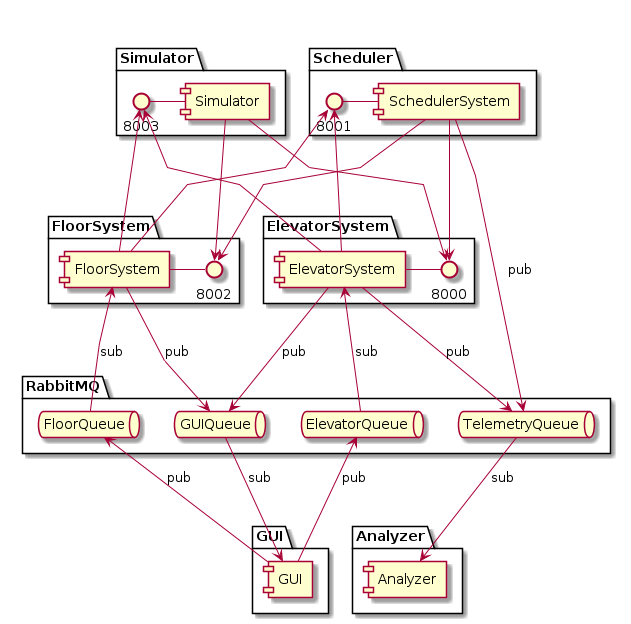 Simulator
Scheduler
Simulator
SchedulerSystem
8003
8001
FloorSystem
ElevatorSystem
FloorSystem
ElevatorSystem
8002
8000
pub
sub
pub
pub
sub
pub
RabbitMQ
FloorQueue
GUIQueue
ElevatorQueue
TelemetryQueue
pub
sub
pub
sub
GUI
Analyzer
GUI
Analyzer